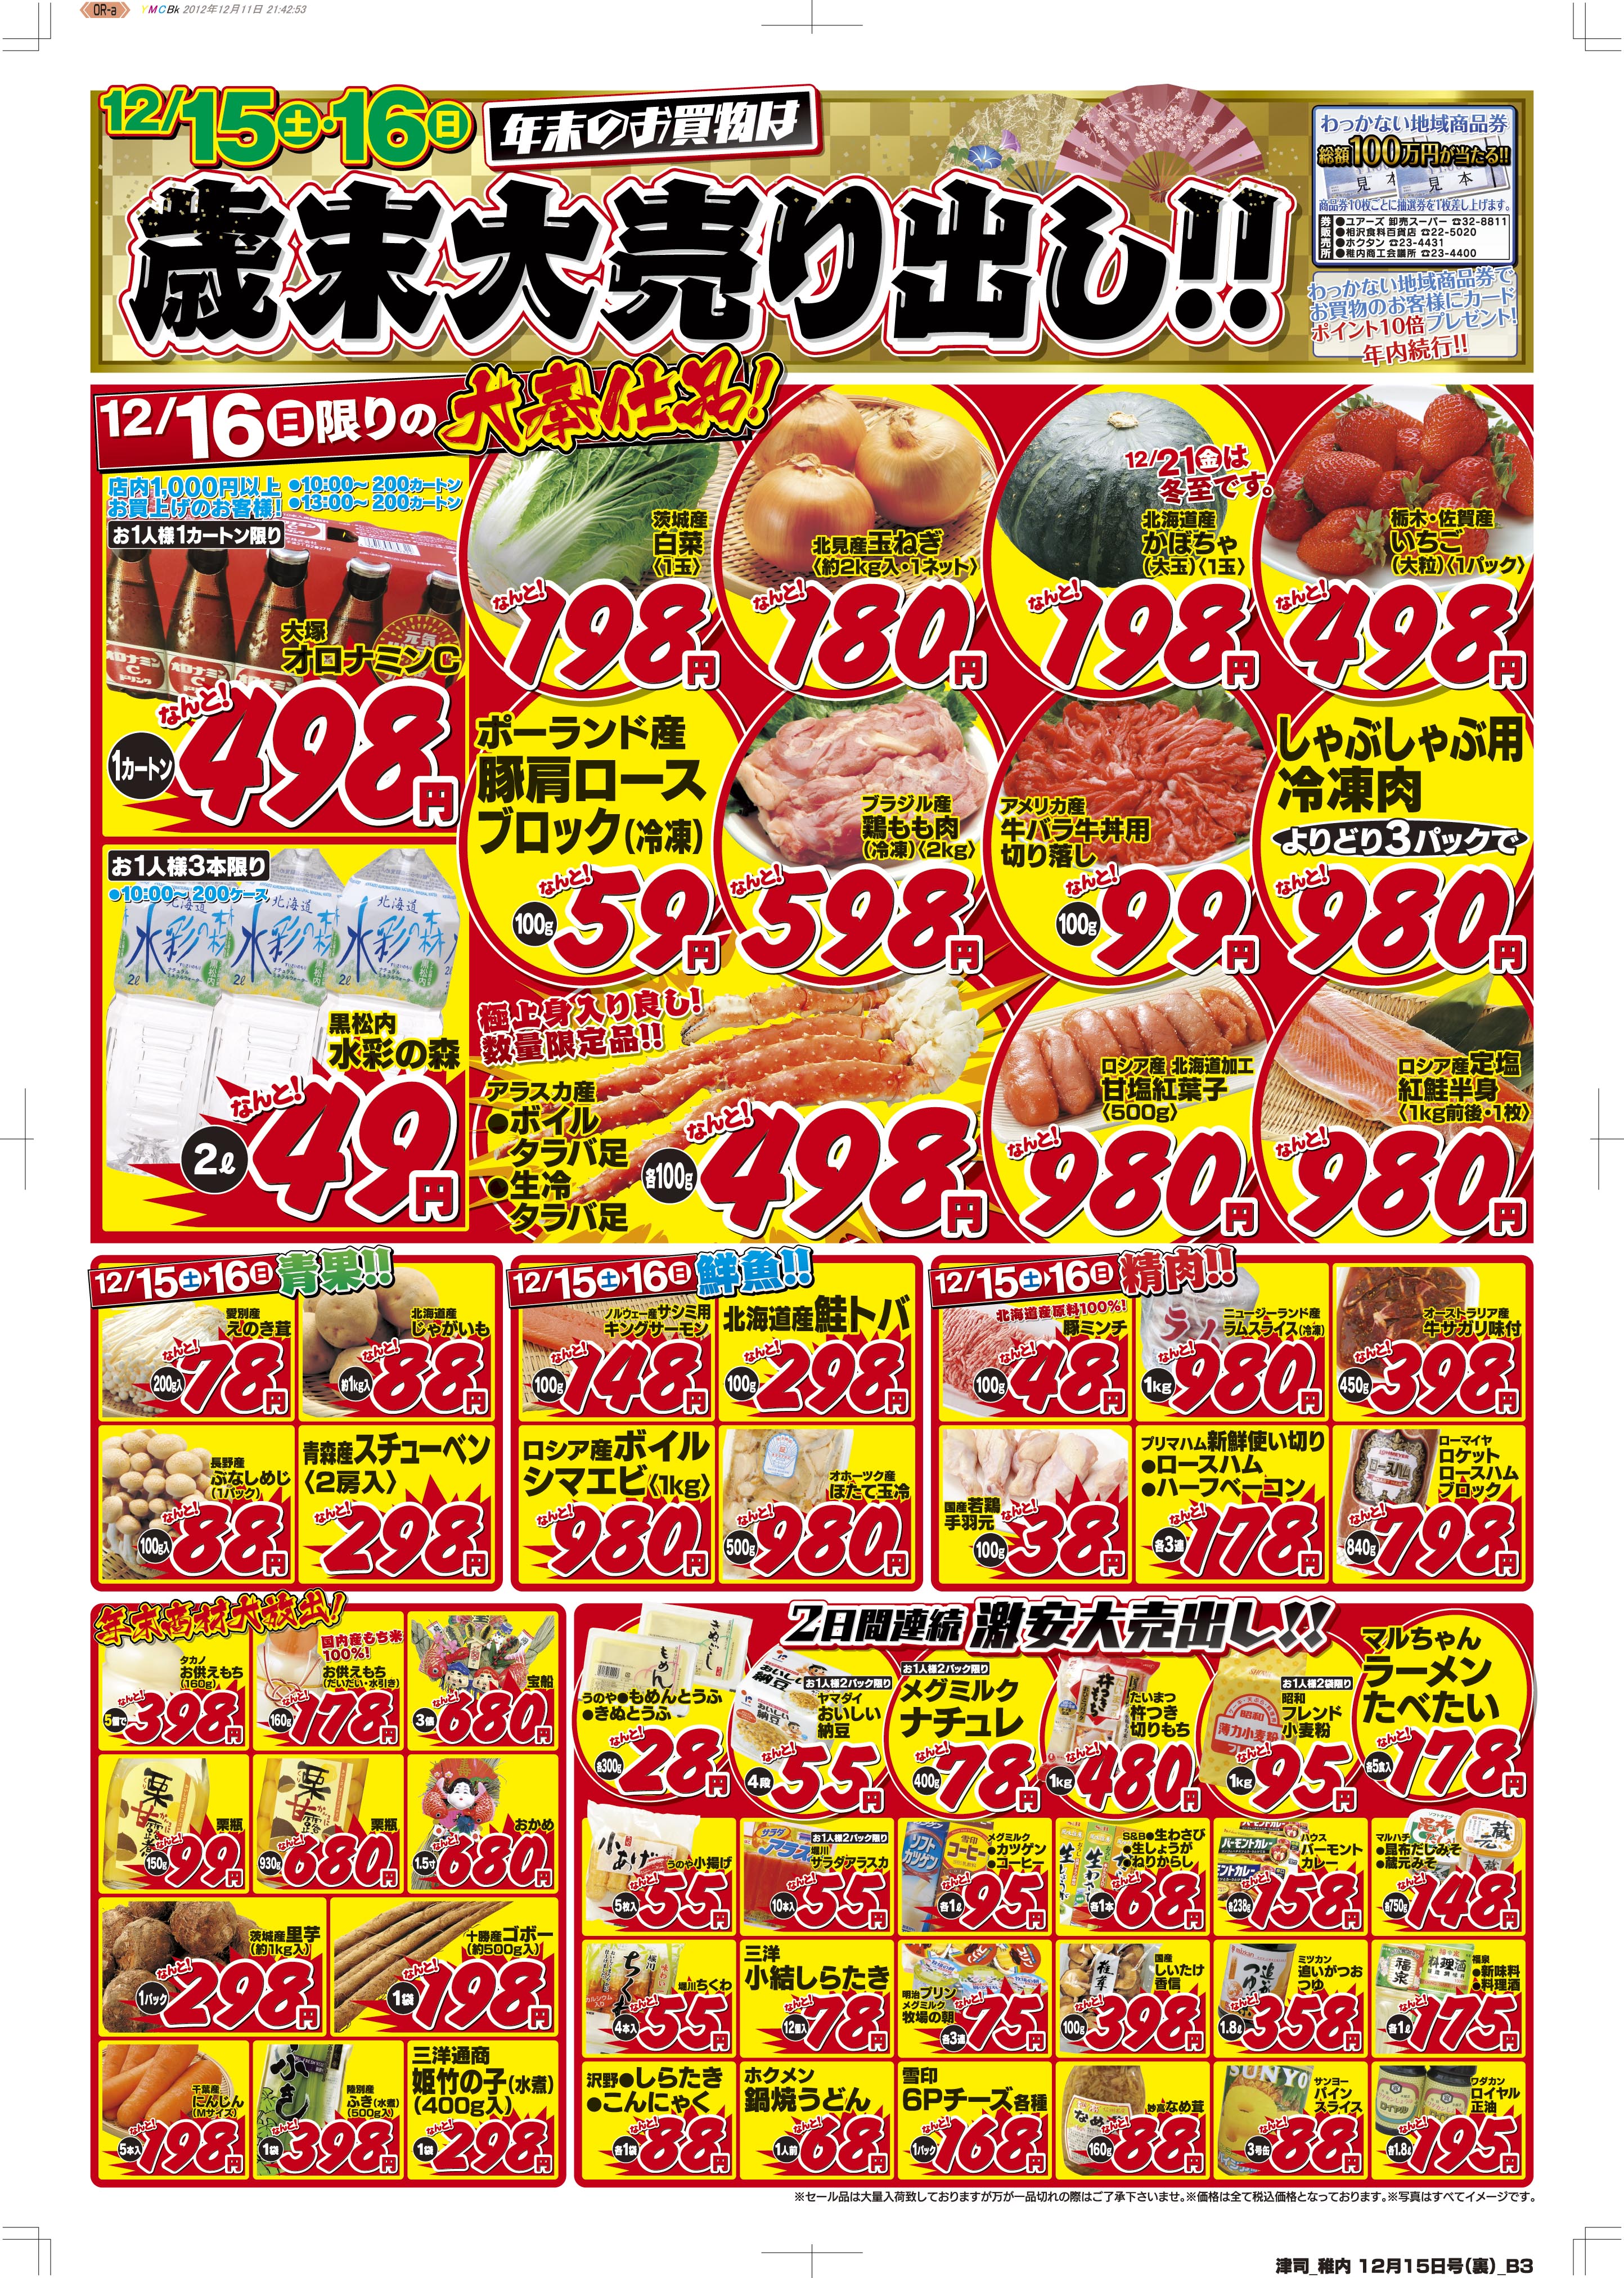 OR-a YMCBk 2012年12月11日 21:42:53
12/15土・16日
年末のお買物は
歳末大売り出し!!
わっかない地域商品券
総額100万円が当たる!!
見本 見本
商品券10枚ごとに抽選券を1枚差し上げます。
券販売所
●ユアーズ 卸売スーパー ☎32-8811
●相沢食料百貨店 ☎22-5020
●ホクタン ☎23-4431
●稚内商工会議所 ☎23-4400
わっかない地域商品券で
お買物のお客様にカード
ポイント10倍プレゼント!
年内続行!!
12/16日限りの大奉仕品!
店内1,000円以上
お買上げのお客様!
●10:00〜 200カートン
●13:00〜 200カートン
お1人様1カートン限り
大塚
オロナミンC
なんと!
1カートン 498円
お1人様3本限り
●10:00〜 200ケース
北海道
水彩の森
黒松内
水彩の森
なんと!
2ℓ 49円
茨城産
白菜
〈1玉〉
なんと!
198円
北見産玉ねぎ
〈約2kg入・1ネット〉
なんと!
180円
12/21金は
冬至です。
北海道産
かぼちゃ
(大玉)〈1玉〉
なんと!
198円
栃木・佐賀産
いちご
(大粒)〈1パック〉
なんと!
498円
ポーランド産
豚肩ロース
ブロック(冷凍)
なんと!
100g 59円
ブラジル産
鶏もも肉
(冷凍)〈2kg〉
なんと!
598円
アメリカ産
牛バラ牛丼用
切り落し
なんと!
100g 99円
しゃぶしゃぶ用
冷凍肉
よりどり3パックで
なんと!
980円
極上身入り良し!
数量限定品!!
アラスカ産
●ボイル
タラバ足
●生冷
タラバ足
なんと!
各100g 498円
ロシア産 北海道加工
甘塩紅葉子
〈500g〉
なんと!
980円
ロシア産定塩
紅鮭半身
〈1kg前後・1枚〉
なんと!
980円
12/15土・16日 青果!!
愛別産
えのき茸
なんと!
200g入 78円
北海道産
じゃがいも
なんと!
約1kg入 88円
長野産
ぶなしめじ
(1パック)
なんと!
100g入 88円
青森産スチューベン
〈2房入〉
なんと!
298円
12/15土・16日 鮮魚!!
ノルウェー産サシミ用
キングサーモン
なんと!
100g 148円
北海道産鮭トバ
なんと!
100g 298円
ロシア産ボイル
シマエビ〈1kg〉
なんと!
980円
オホーツク産
ほたて玉冷
なんと!
500g 980円
12/15土・16日 精肉!!
北海道産原料100%!
豚ミンチ
なんと!
100g 48円
ニュージーランド産
ラムスライス(冷凍)
なんと!
1kg 980円
オーストラリア産
牛サガリ味付
なんと!
450g 398円
国産若鶏
手羽元
なんと!
100g 38円
プリマハム新鮮使い切り
●ロースハム
●ハーフベーコン
なんと!
各3連 178円
ローマイヤ
ロケット
ロースハム
ブロック
なんと!
840g 798円
年末商材大放出!
タカノ
お供えもち
(160g)
なんと!
5個で 398円
国内産もち米
100%!
お供えもち
(だいだい・水引き)
なんと!
160g 178円
宝船
なんと!
3値 680円
栗瓶
なんと!
150g 99円
栗瓶
なんと!
930g 680円
おかめ
なんと!
1.5寸 680円
茨城産里芋
(約1kg入)
なんと!
1パック 298円
十勝産ゴボー
(約500g入)
なんと!
1袋 198円
千葉産
にんじん
(Mサイズ)
なんと!
5本入 198円
陸別産
ふき(水煮)
(500g入)
なんと!
1袋 398円
三洋通商
姫竹の子(水煮)
(400g入)
なんと!
1袋 298円
2日間連続 激安大売出し!!
うのや●もめんとうふ
●きぬとうふ
なんと!
各300g 28円
お1人様2パック限り
ヤマダイ
おいしい
納豆
なんと!
4段 55円
お1人様2パック限り
メグミルク
ナチュレ
なんと!
400g 78円
たいまつ
杵つき
切りもち
なんと!
1kg 480円
お1人様2袋限り
昭和
フレンド
小麦粉
なんと!
1kg 95円
マルちゃん
ラーメン
たべたい
なんと!
各5食入 178円
うのや小揚げ
なんと!
5枚入 55円
お1人様2パック限り
堀川
サラダアラスカ
なんと!
10本入 55円
メグミルク
●カツゲン
●コーヒー
なんと!
各1ℓ 95円
S&B●生わさび
●生しょうが
●ねりからし
なんと!
各1本 68円
ハウス
バーモント
カレー
なんと!
各238g 158円
マルハチ
●昆布だしみそ
●蔵元みそ
なんと!
各750g 148円
堀川ちくわ
なんと!
4本入 55円
三洋
小結しらたき
なんと!
12個入 78円
明治プリン
メグミルク
牧場の朝
なんと!
各3連 75円
国産
しいたけ
香信
なんと!
100g 398円
ミツカン
追いがつお
つゆ
なんと!
1.8ℓ 358円
福泉
●新味料
●料理酒
なんと!
各1ℓ 175円
沢野●しらたき
●こんにゃく
なんと!
各1袋 88円
ホクメン
鍋焼うどん
なんと!
1人前 68円
雪印
6Pチーズ各種
なんと!
1パック 168円
妙高なめ茸
なんと!
160g 88円
SUNYO
サンヨー
パイン
スライス
なんと!
3号缶 88円
ワダカン
ロイヤル
正油
なんと!
各1.8ℓ 195円
※セール品は大量入荷致しておりますが万が一品切れの際はご了承下さいませ。※価格は全て税込価格となっております。※写真はすべてイメージです。
津司_稚内 12月15日号(裏)_B3